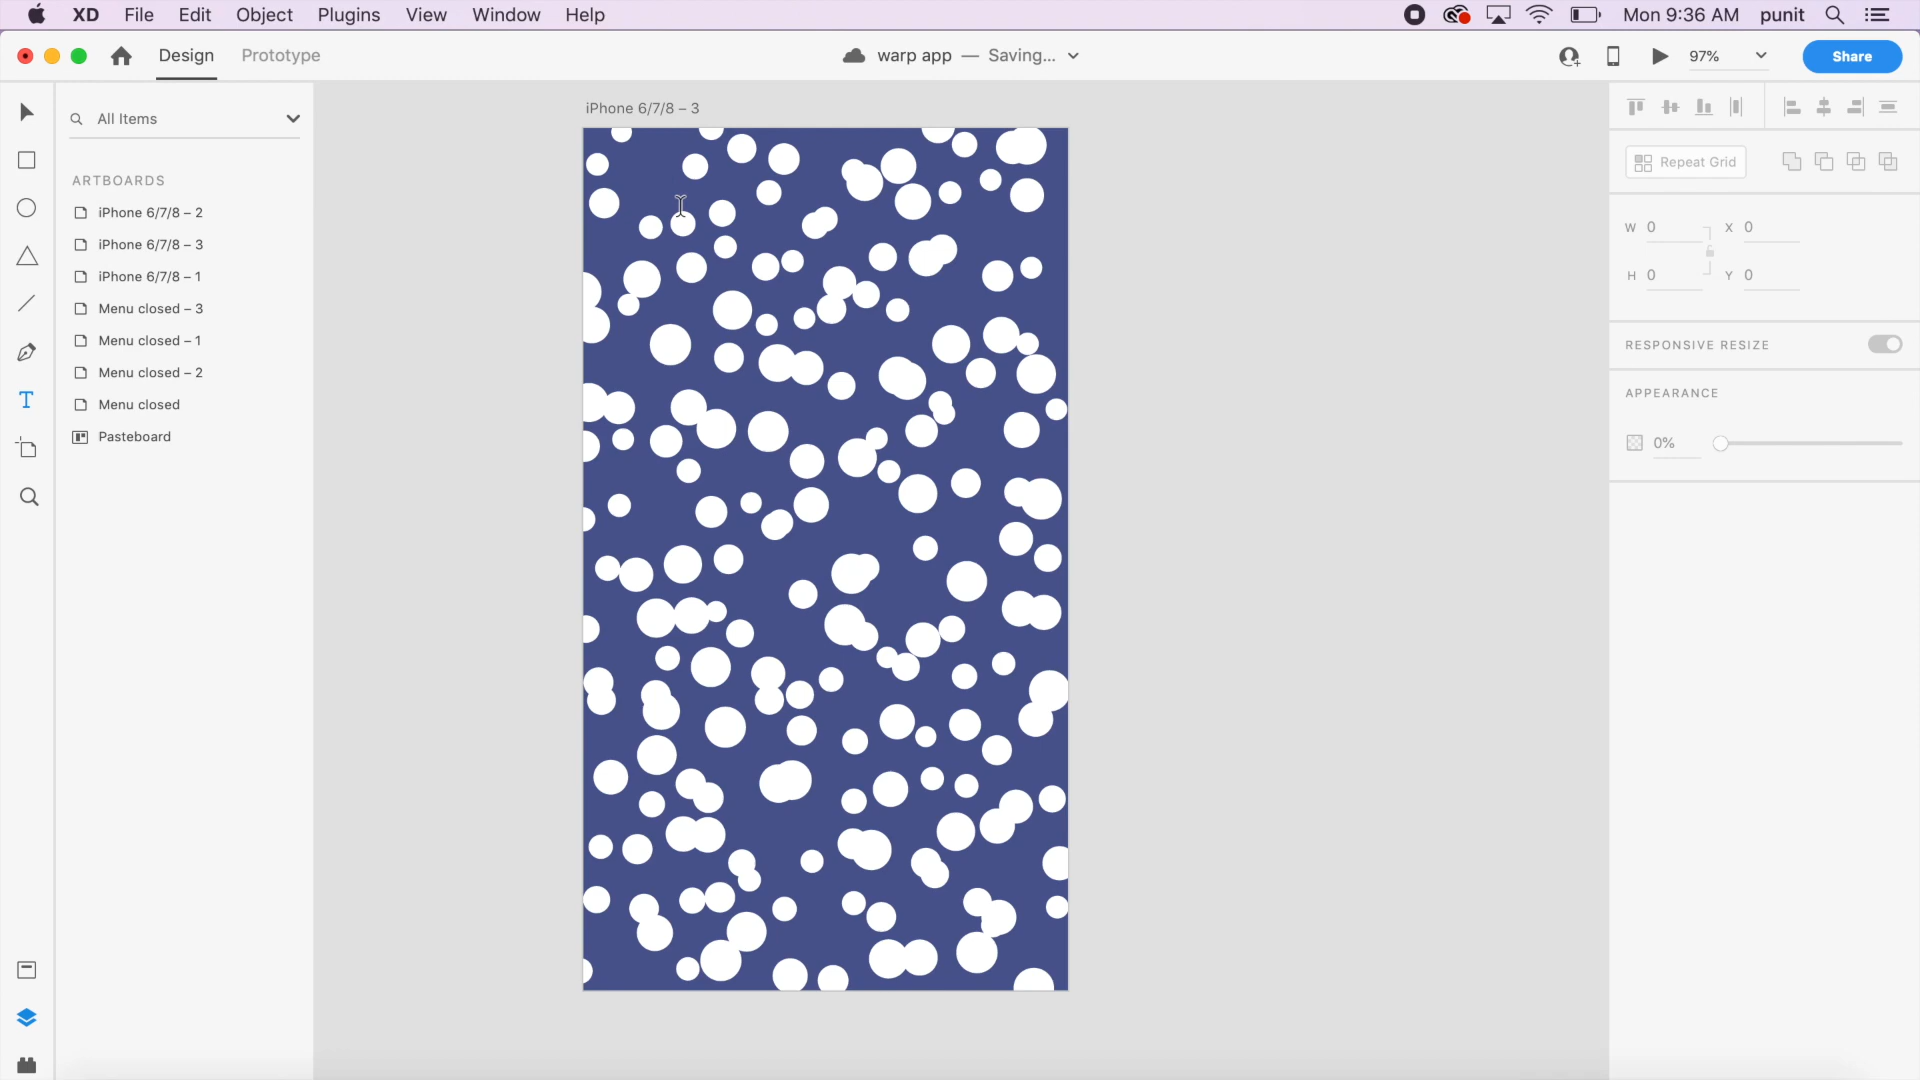 XD File Edit Object Plugins View Window Help Mon 9:36 AM punit
Design Prototype warp app — Saving... 97% Share
All Items
iPhone 6/7/8 – 3
ARTBOARDS
iPhone 6/7/8 – 2
iPhone 6/7/8 – 3
iPhone 6/7/8 – 1
Menu closed – 3
Menu closed – 1
Menu closed – 2
Menu closed
Pasteboard
T
Repeat Grid
W 0 X 0
H 0 Y 0
RESPONSIVE RESIZE
APPEARANCE
0%